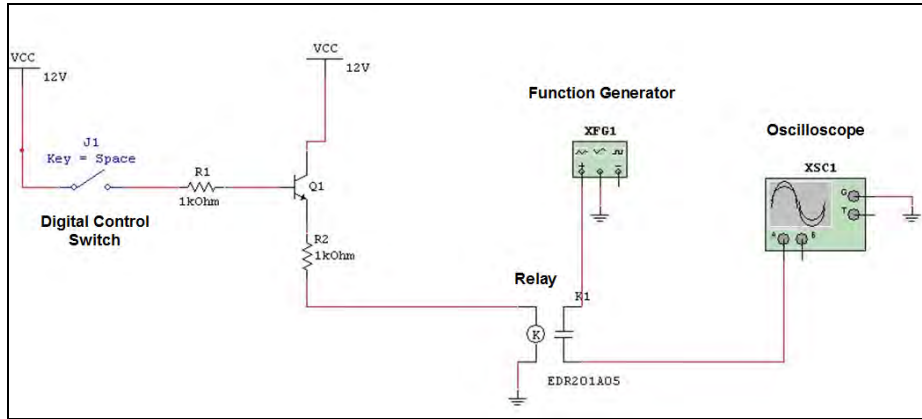 VCC
12V
VCC
12V
J1
Key = Space
Digital Control
Switch
R1
1kOhm
Q1
R2
1kOhm
Relay
K1
K
EDR201A05
Function Generator
XFG1
+
−
Oscilloscope
XSC1
G
T
A
B